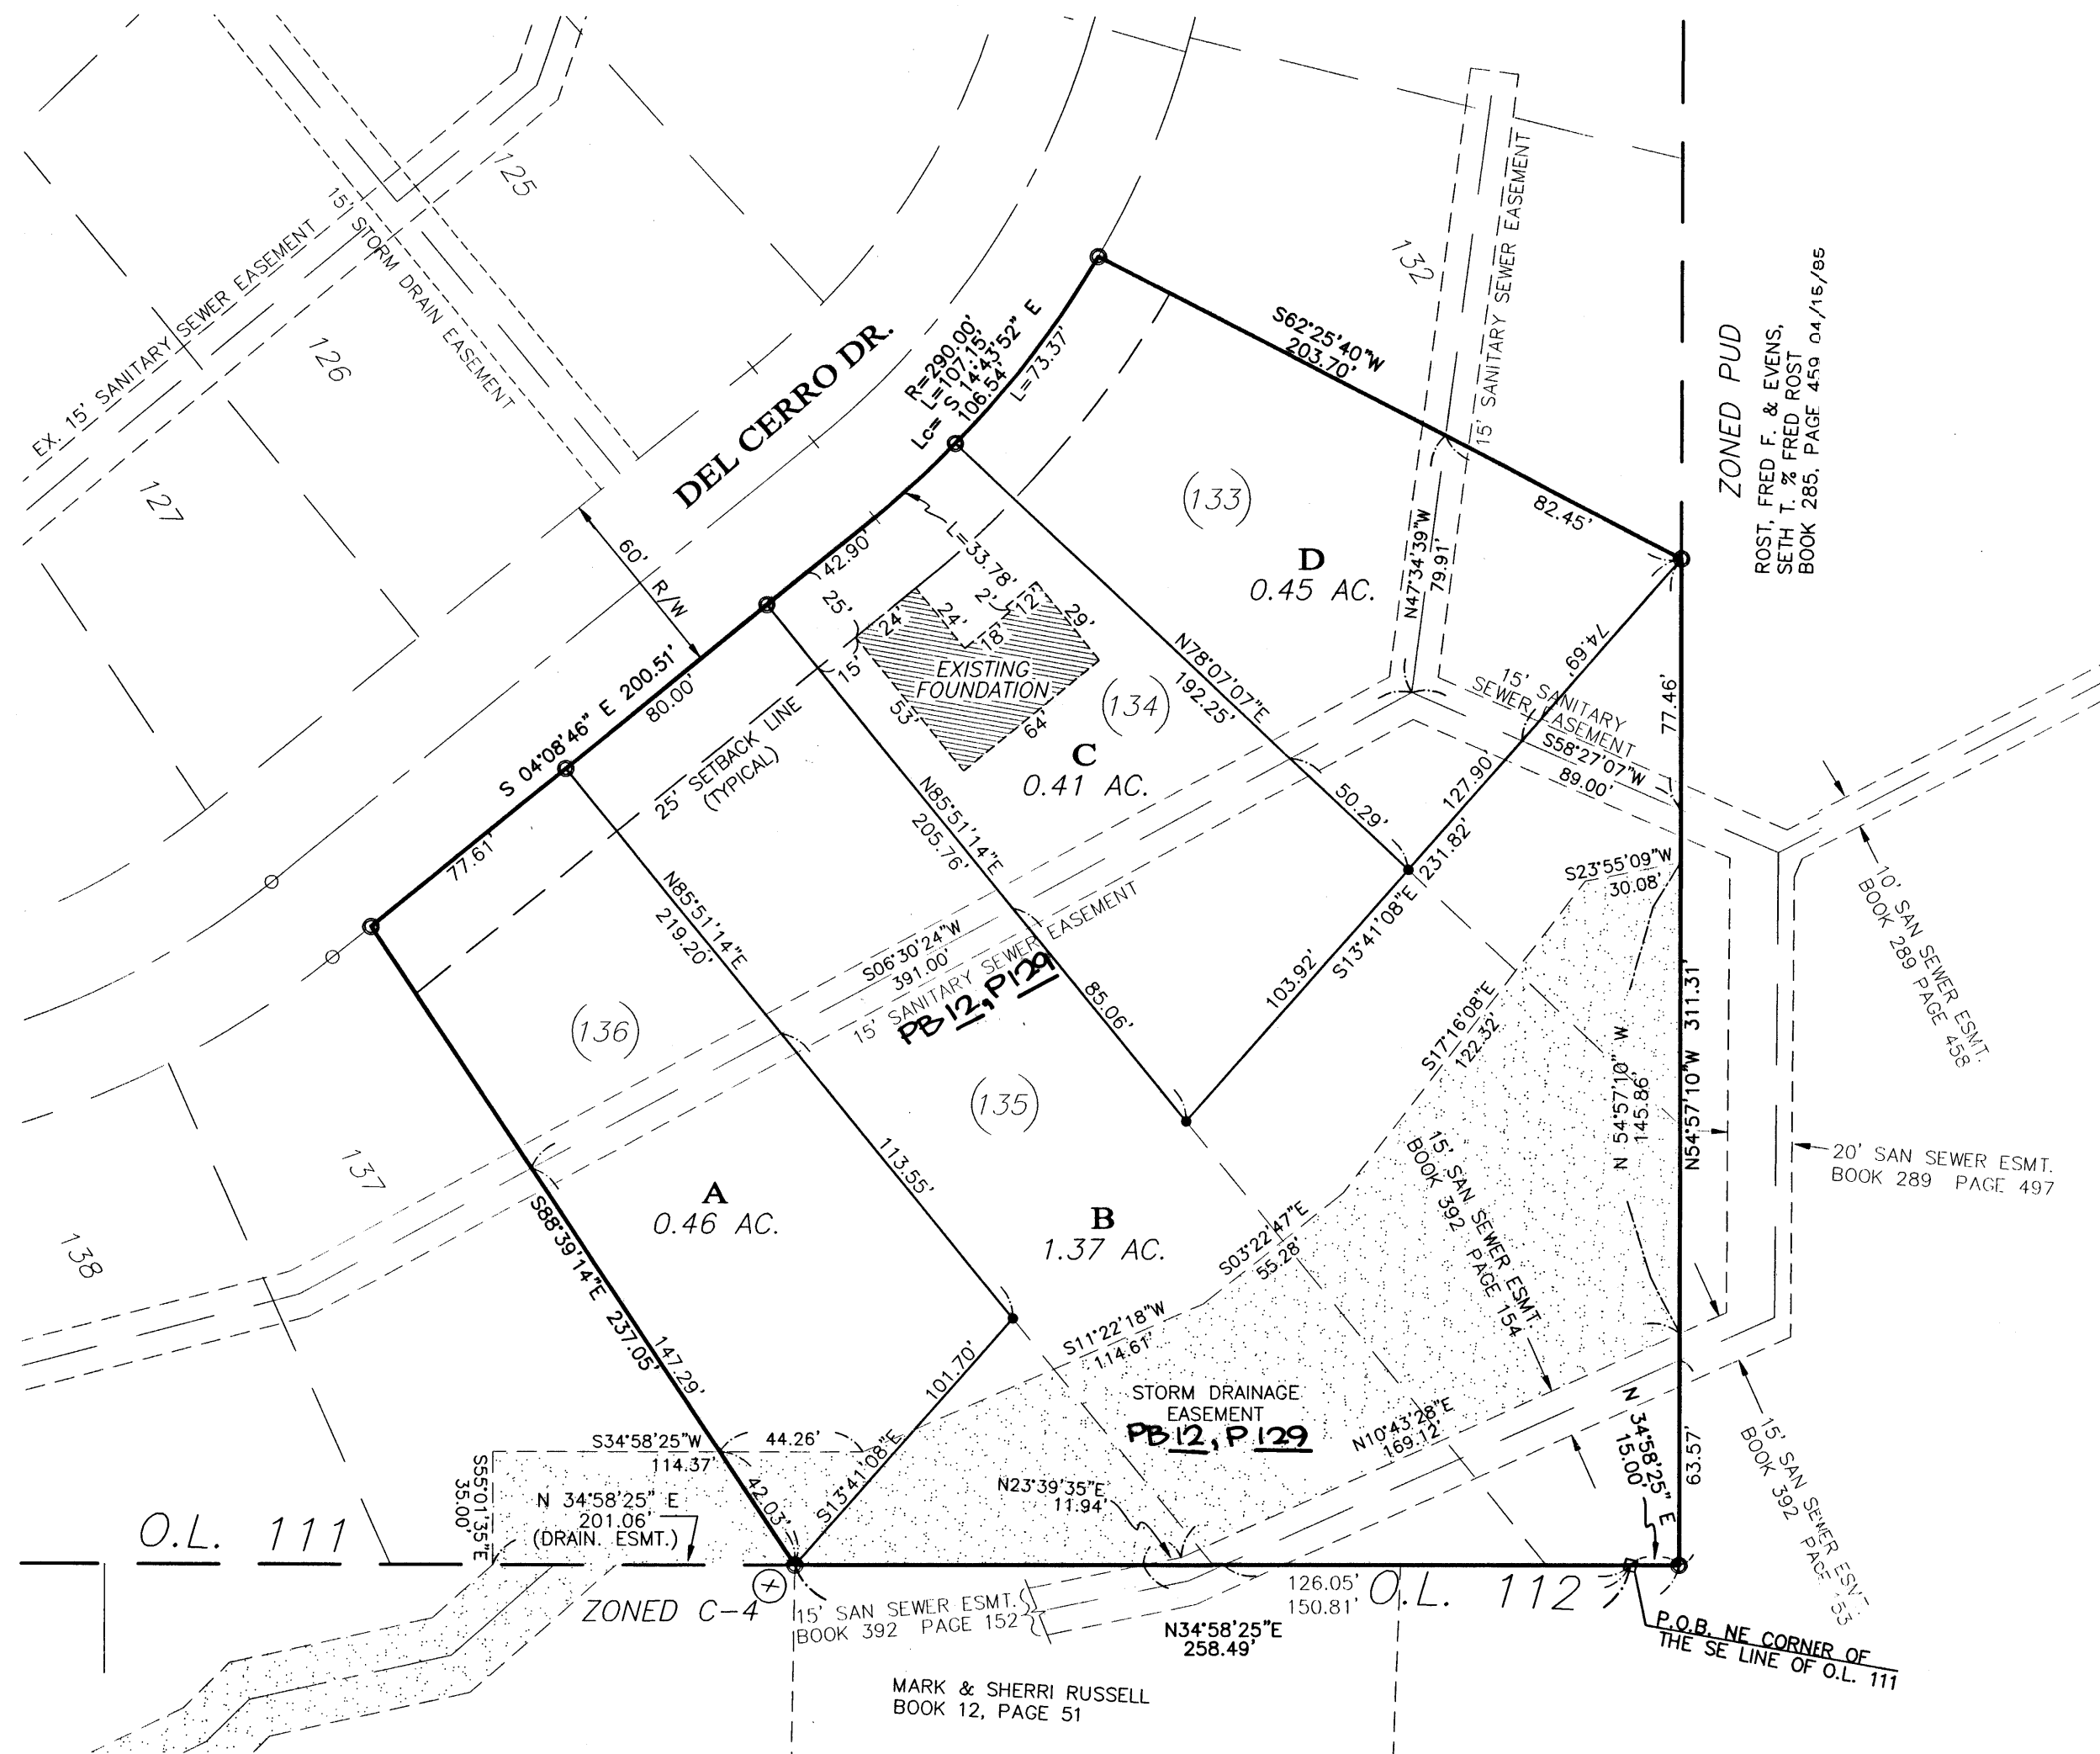 125
15' STORM DRAIN EASEMENT
EX. 15' SANITARY SEWER EASEMENT
126
127
DEL CERRO DR.
60' R/W
R=290.00'
L=107.15'
Lc= S 14°43'52" E
106.54'
L=73.37'
132
15' SANITARY SEWER EASEMENT
S62°25'40"W
203.70'
82.45'
ZONED PUD
ROST, FRED F. & EVENS,
SETH T. % FRED ROST
BOOK 285, PAGE 459 04/15/85
(133)
D
0.45 AC.
N47°34'39"W
79.91'
L=33.78'
42.90'
25'
24'
24'
2'
12'
18'
29'
15'
EXISTING
FOUNDATION
53'
64'
(134)
C
0.41 AC.
N78°07'07"E
192.25'
50.29'
74.69'
15' SANITARY
SEWER EASEMENT
S58°27'07"W
89.00'
77.46'
127.90'
231.82'
S13°41'08"E
103.92'
S 04°08'46" E 200.51'
80.00'
77.61'
25' SETBACK LINE
(TYPICAL)
N85°51'14"E
205.76'
85.06'
N85°51'14"E
219.20'
113.55'
S06°30'24"W
391.00'
15' SANITARY SEWER EASEMENT
PB 12, P129
S23°55'09"W
30.08'
10' SAN SEWER ESMT.
BOOK 289 PAGE 458
S17°16'08"E
122.32'
N 54°57'10" W
145.86'
N54°57'10"W 311.31'
20' SAN SEWER ESMT.
BOOK 289 PAGE 497
(136)
(135)
137
138
A
0.46 AC.
B
1.37 AC.
S88°39'14"E 237.05'
147.29'
42.03'
101.70'
S13°41'08"E
S03°22'47"E
55.28'
S11°22'18"W
114.61'
15' SAN SEWER ESMT.
BOOK 392 PAGE 154
STORM DRAINAGE
EASEMENT
PB 12, P 129
N10°43'28"E
169.12'
N 34°58'25" E
15.00'
63.57'
15' SAN SEWER ESMT.
BOOK 392 PAGE 153
S34°58'25"W
114.37'
44.26'
S55°01'35"E
35.00'
N 34°58'25" E
201.06'
(DRAIN. ESMT.)
N23°39'35"E
11.94'
O.L. 111
ZONED C-4
15' SAN SEWER ESMT.
BOOK 392 PAGE 152
126.05'
150.81'
O.L. 112
N34°58'25"E
258.49'
P.O.B. NE CORNER OF
THE SE LINE OF O.L. 111
MARK & SHERRI RUSSELL
BOOK 12, PAGE 51